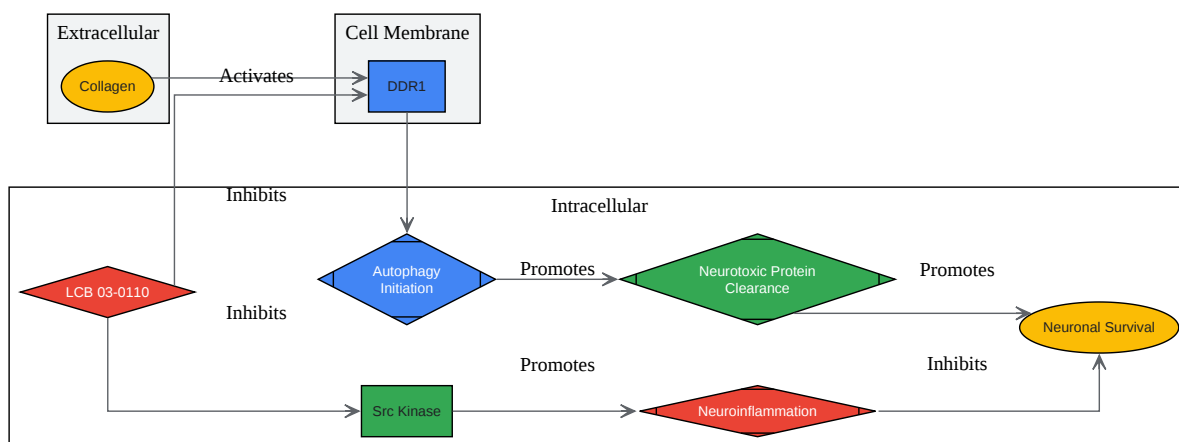 Extracellular
Cell Membrane
Collagen
Activates
DDR1
Inhibits
Intracellular
LCB 03-0110
Inhibits
Autophagy
Initiation
Promotes
Neurotoxic Protein
Clearance
Promotes
Neuronal Survival
Src Kinase
Promotes
Neuroinflammation
Inhibits